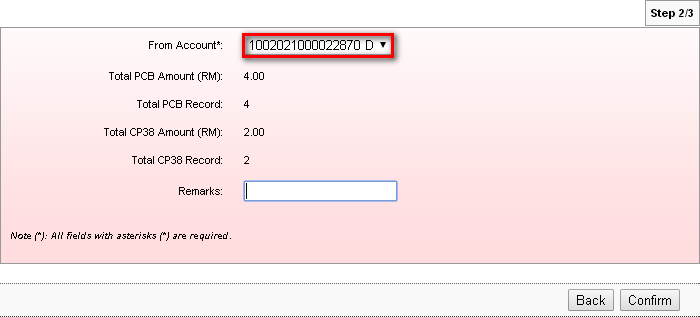 Step 2/3
From Account*: 1002021000022870 D
Total PCB Amount (RM): 4.00
Total PCB Record: 4
Total CP38 Amount (RM): 2.00
Total CP38 Record: 2
Remarks:
Note (*): All fields with asterisks (*) are required.
Back Confirm